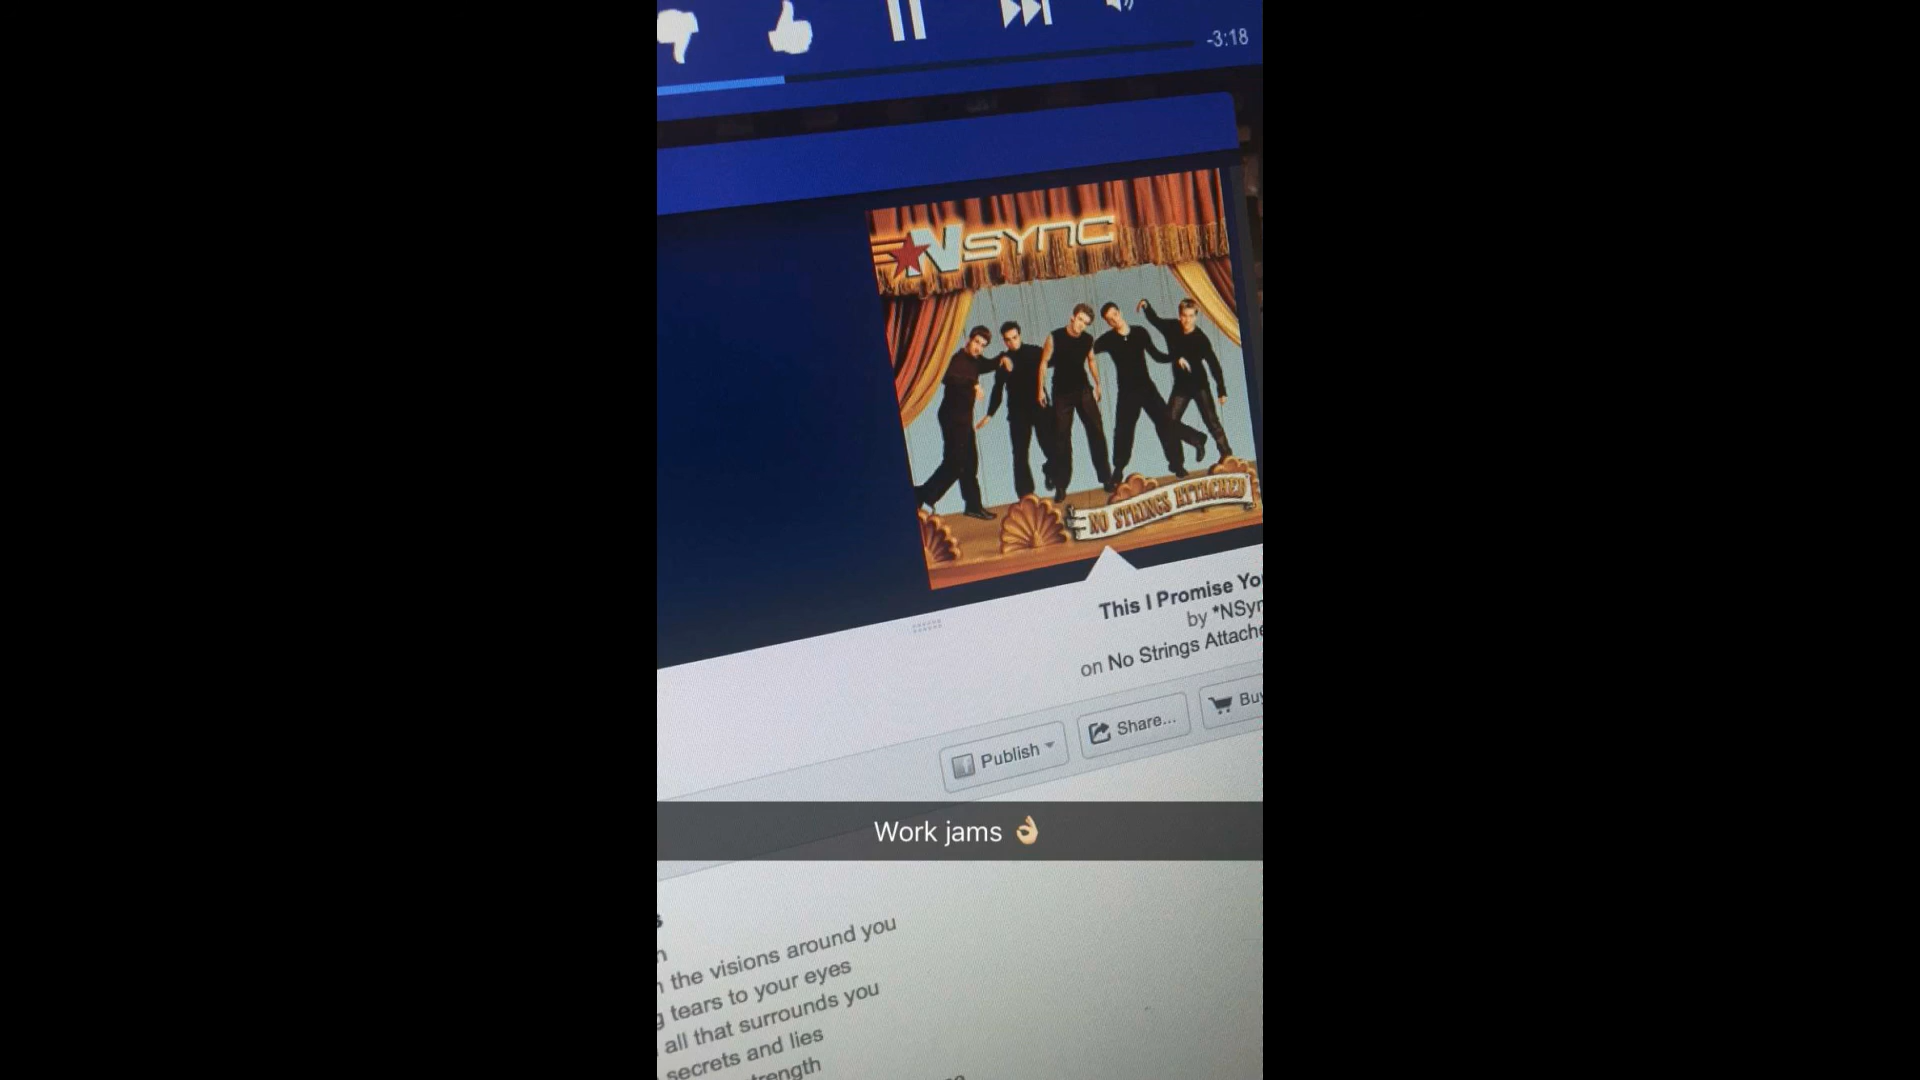 -3:18
NSYNC
NO STRINGS ATTACHED
This I Promise Yo
by *NSyn
on No Strings Attache
Publish
Share...
Buy
Work jams 👌🏼
the visions around you
tears to your eyes
all that surrounds you
secrets and lies